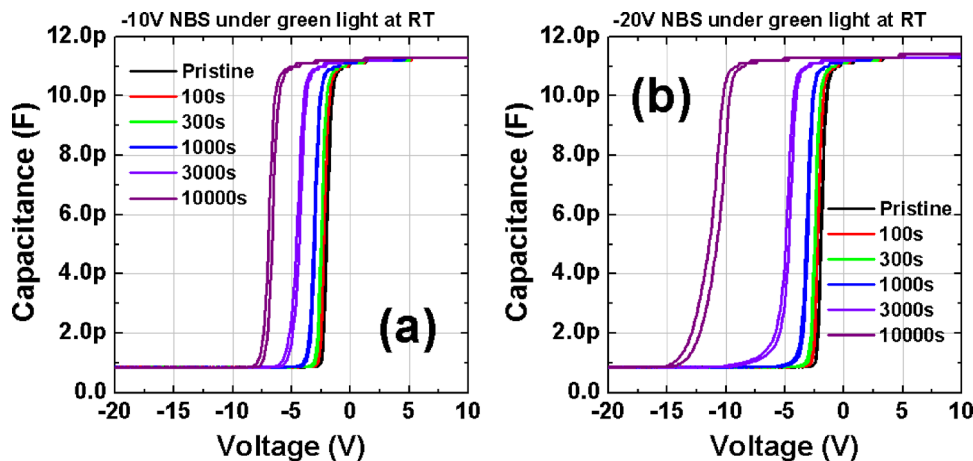 -10V NBS under green light at RT
12.0p
10.0p
8.0p
6.0p
4.0p
2.0p
0.0
Capacitance (F)
Pristine
100s
300s
1000s
3000s
10000s
(a)
-20 -15 -10 -5 0 5 10
Voltage (V)
-20V NBS under green light at RT
12.0p
10.0p
8.0p
6.0p
4.0p
2.0p
0.0
Capacitance (F)
(b)
Pristine
100s
300s
1000s
3000s
10000s
-20 -15 -10 -5 0 5 10
Voltage (V)